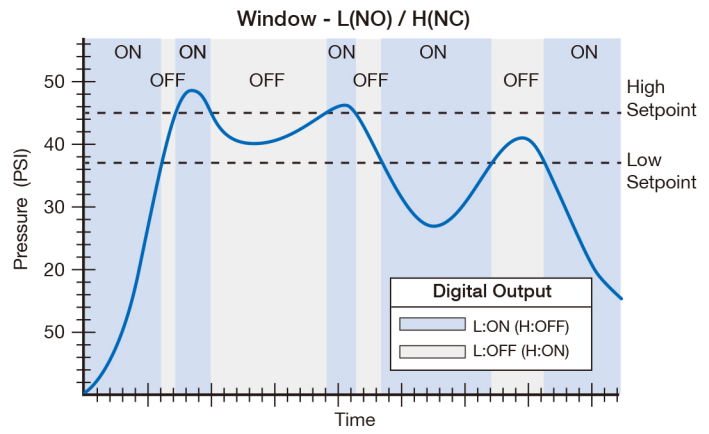 Window - L(NO) / H(NC)
ON ON ON ON ON
OFF OFF OFF OFF
High
Setpoint
Low
Setpoint
Pressure (PSI)
50
40
30
20
50
Digital Output
L:ON (H:OFF)
L:OFF (H:ON)
Time